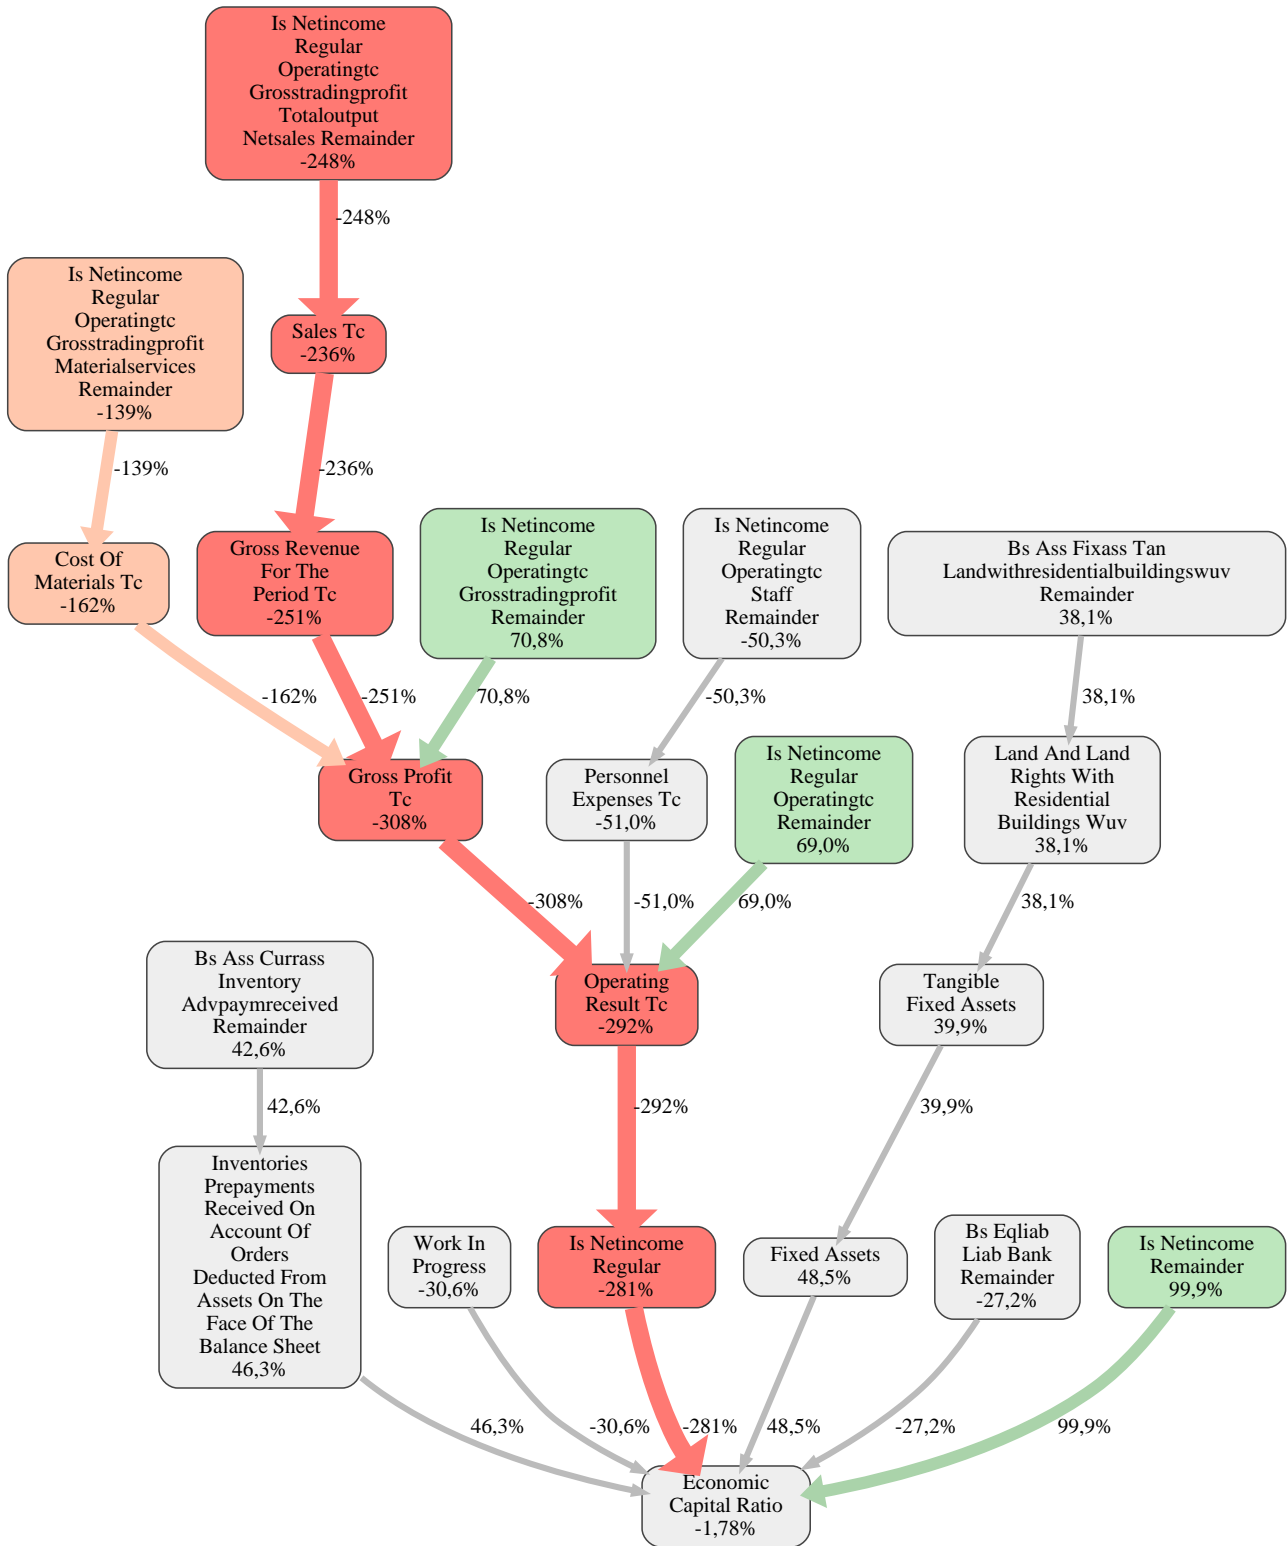 Is Netincome
Regular
Operatingtc
Grosstradingprofit
Totaloutput
Netsales Remainder
-248%
-248%
Is Netincome
Regular
Operatingtc
Grosstradingprofit
Materialservices
Remainder
-139%
Sales Tc
-236%
-139%
-236%
Cost Of
Materials Tc
-162%
Gross Revenue
For The
Period Tc
-251%
Is Netincome
Regular
Operatingtc
Grosstradingprofit
Remainder
70,8%
Is Netincome
Regular
Operatingtc
Staff
Remainder
-50,3%
Bs Ass Fixass Tan
Landwithresidentialbuildingswuv
Remainder
38,1%
-162%
-251%
70,8%
-50,3%
38,1%
Gross Profit
Tc
-308%
Personnel
Expenses Tc
-51,0%
Is Netincome
Regular
Operatingtc
Remainder
69,0%
Land And Land
Rights With
Residential
Buildings Wuv
38,1%
-308%
-51,0%
69,0%
38,1%
Bs Ass Currass
Inventory
Advpaymreceived
Remainder
42,6%
Operating
Result Tc
-292%
Tangible
Fixed Assets
39,9%
42,6%
-292%
39,9%
Inventories
Prepayments
Received On
Account Of
Orders
Deducted From
Assets On The
Face Of The
Balance Sheet
46,3%
Work In
Progress
-30,6%
Is Netincome
Regular
-281%
Fixed Assets
48,5%
Bs Eqliab
Liab Bank
Remainder
-27,2%
Is Netincome
Remainder
99,9%
46,3%
-30,6%
-281%
48,5%
-27,2%
99,9%
Economic
Capital Ratio
-1,78%